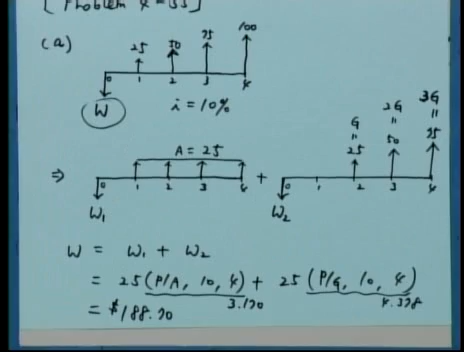 [ Problem 4-33 ]
(a)
25 50 75 100
0 1 2 3 4
W
i = 10%
⇒
A = 25
0 1 2 3 4
W₁
+
G = 25
2G = 50
3G = 75
0 1 2 3 4
W₂
W = W₁ + W₂
= 25 (P/A, 10, 4) + 25 (P/G, 10, 4)
3.170 4.378
= $188.70